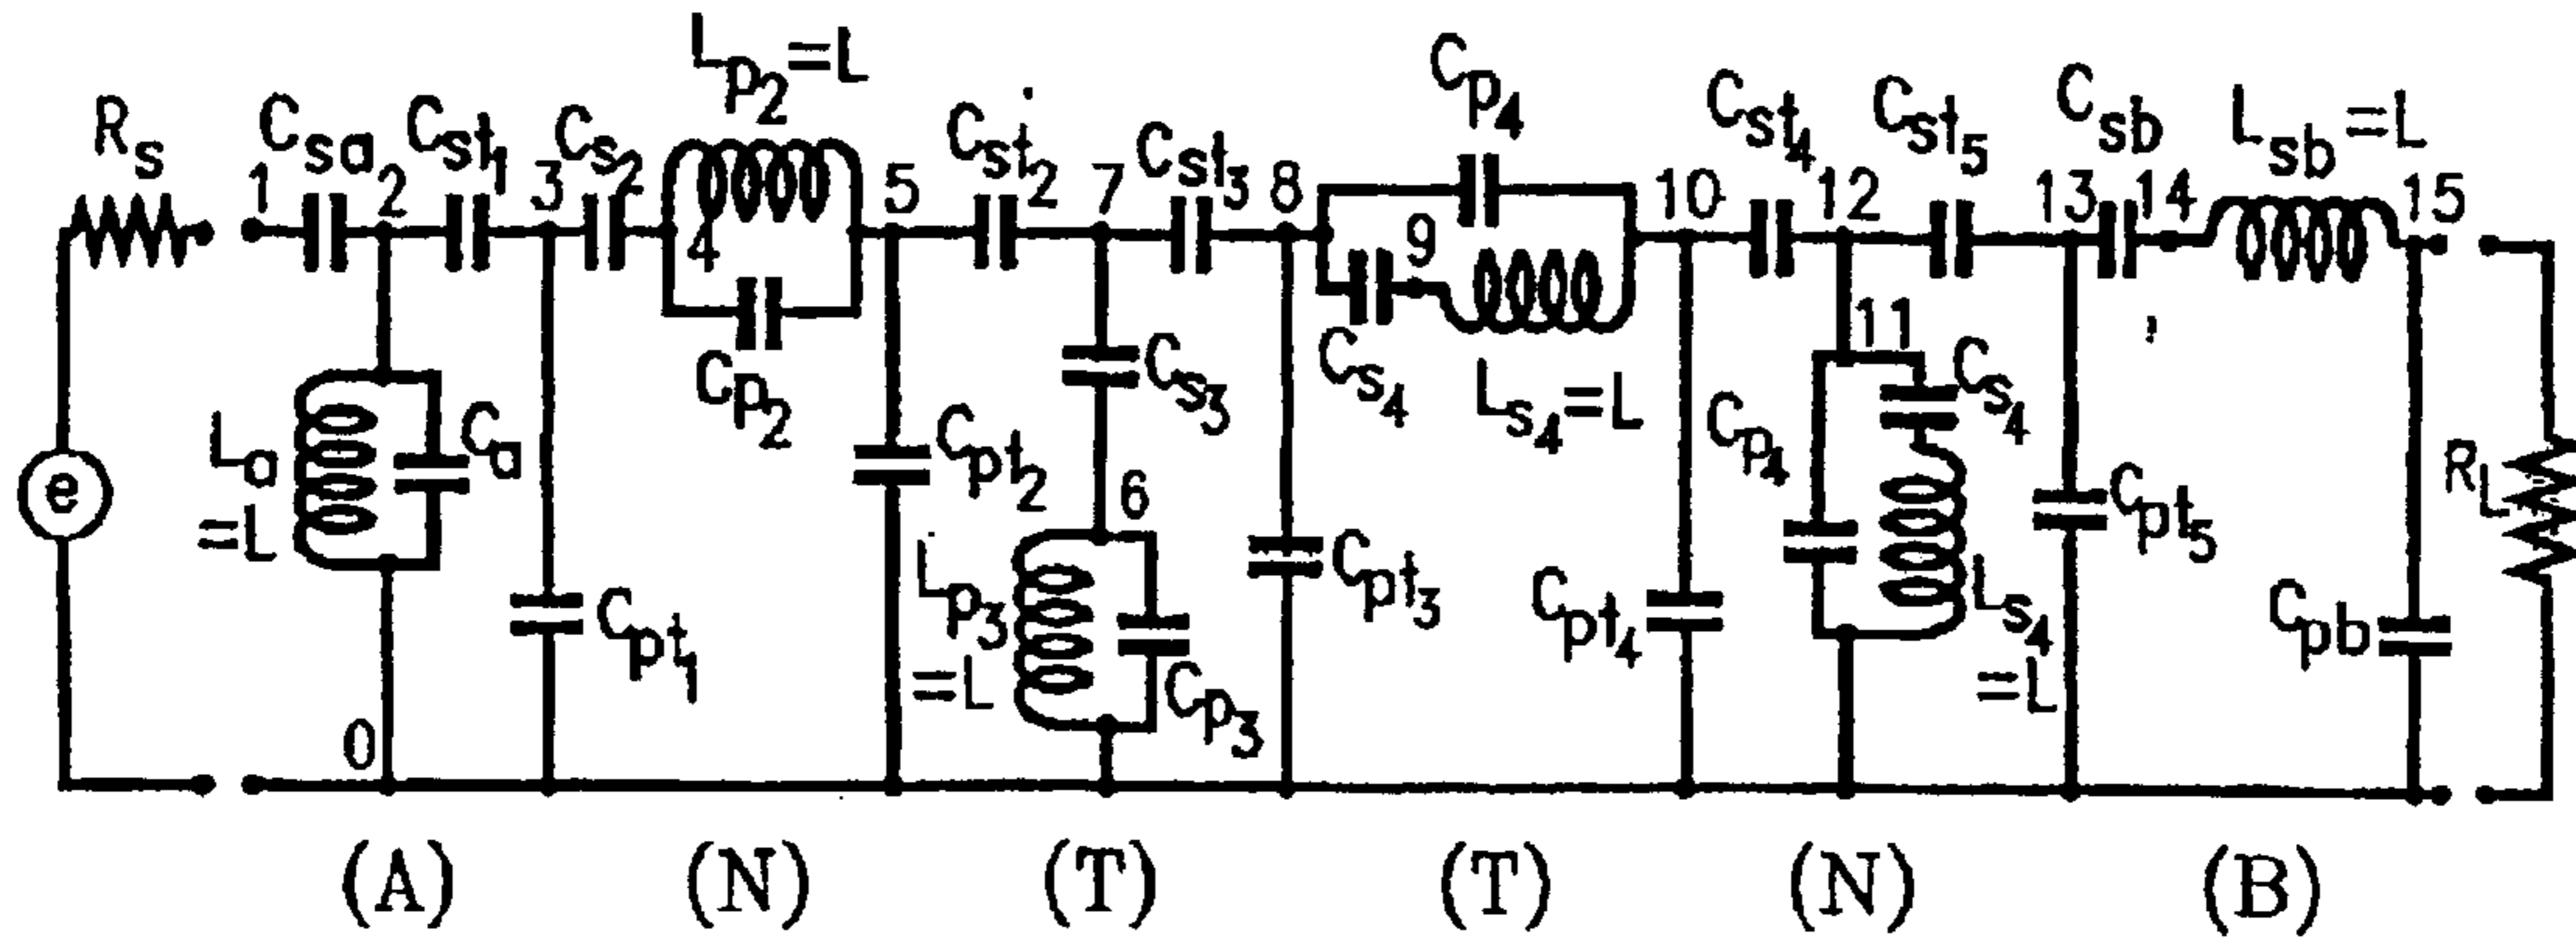 Rs 1 Csa 2 Cst1 3 Cs2 4 Lp2=L 5 Cst2 7 Cst3 8 Cp4 9 10 Cst4 12 Cst5 13 Csb 14 Lsb=L 15
e La =L Ca Cp2 Cpt2 Cs3 6 Cs4 Ls4=L Cp4 11 Cs4 Cpt5 RL
0 Cpt1 Lp3 =L Cp3 Cpt3 Cpt4 Ls4 =L Cpb
(A) (N) (T) (T) (N) (B)